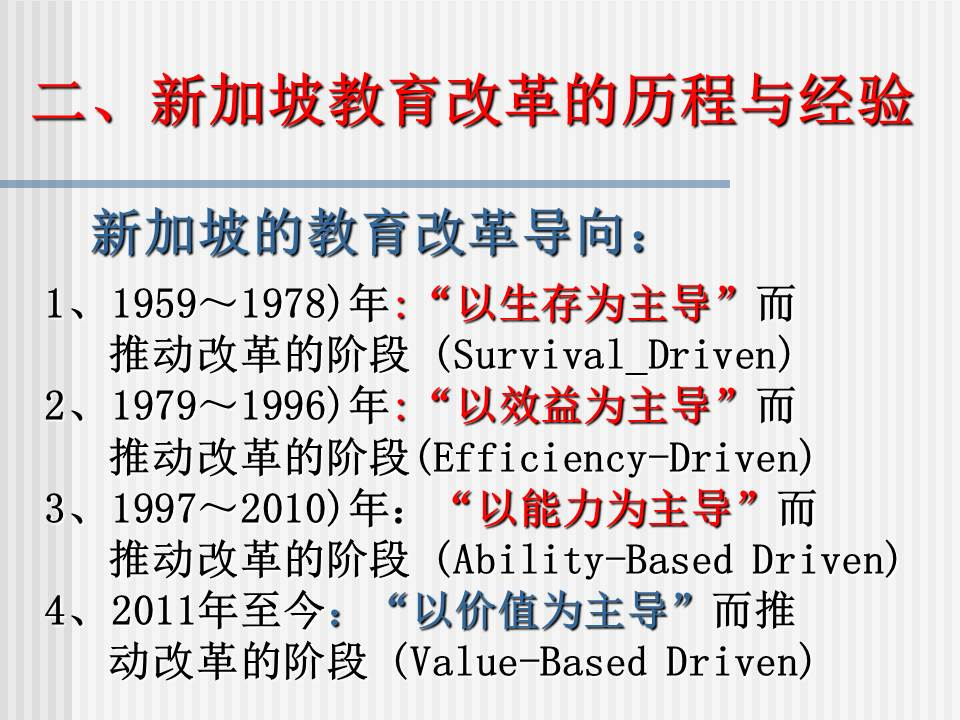 二、新加坡教育改革的历程与经验
新加坡的教育改革导向：
1、1959～1978)年:“以生存为主导”而
推动改革的阶段 (Survival_Driven)
2、1979～1996)年:“以效益为主导”而
推动改革的阶段(Efficiency-Driven)
3、1997～2010)年：“以能力为主导”而
推动改革的阶段 (Ability-Based Driven)
4、2011年至今：“以价值为主导”而推
动改革的阶段 (Value-Based Driven)